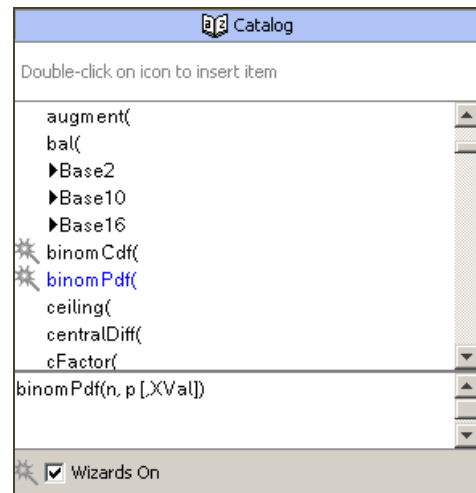 Catalog
Double-click on icon to insert item
augment(
bal(
▶Base2
▶Base10
▶Base16
binomCdf(
binomPdf(
ceiling(
centralDiff(
cFactor(
binomPdf(n, p [,XVal])
Wizards On